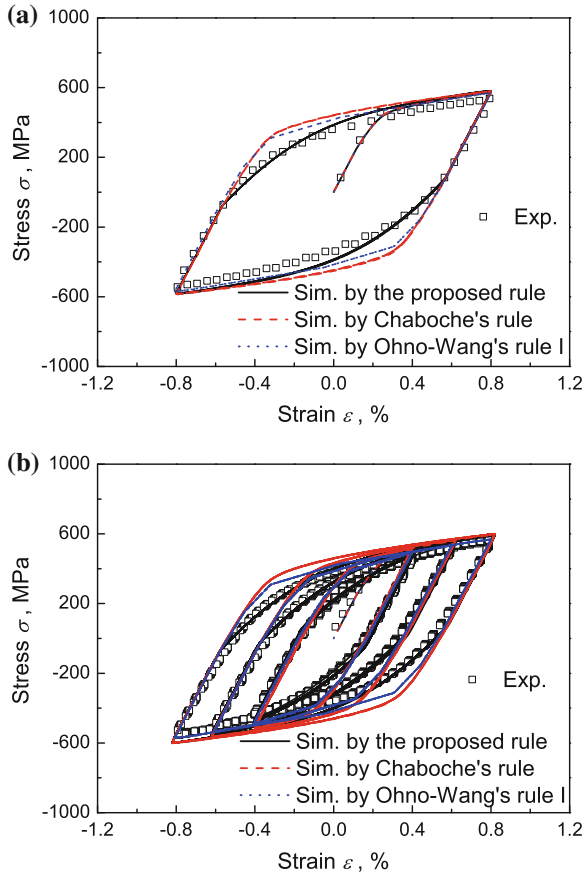 (a)
1000
600
200
-200
-600
-1000
Stress σ, MPa
Exp.
Sim. by the proposed rule
Sim. by Chaboche's rule
Sim. by Ohno-Wang's rule I
-1.2 -0.8 -0.4 0.0 0.4 0.8 1.2
Strain ε, %
(b)
1000
600
200
-200
-600
-1000
Stress σ, MPa
Exp.
Sim. by the proposed rule
Sim. by Chaboche's rule
Sim. by Ohno-Wang's rule I
-1.2 -0.8 -0.4 0.0 0.4 0.8 1.2
Strain ε, %